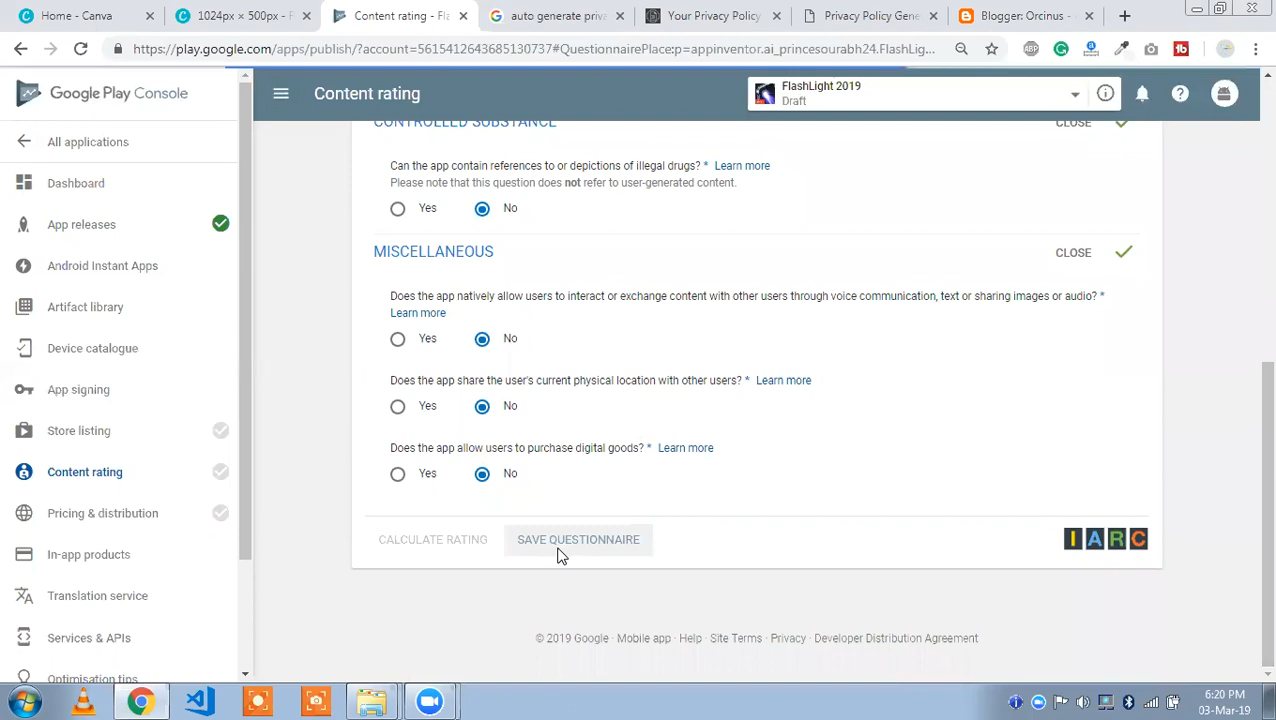 Home - Canva
1024px × 500px - F
Content rating - Fla
auto generate priva
Your Privacy Policy
Privacy Policy Gene
Blogger: Orcinus -
https://play.google.com/apps/publish/?account=5615412643685130737#QuestionnairePlace:p=appinventor.ai_princesourabh24.FlashLig...
Google Play Console
Content rating
FlashLight 2019
Draft
All applications
Dashboard
App releases
Android Instant Apps
Artifact library
Device catalogue
App signing
Store listing
Content rating
Pricing & distribution
In-app products
Translation service
Services & APIs
Optimisation tips
CONTROLLED SUBSTANCE
CLOSE
Can the app contain references to or depictions of illegal drugs? * Learn more
Please note that this question does not refer to user-generated content.
Yes No
MISCELLANEOUS
CLOSE
Does the app natively allow users to interact or exchange content with other users through voice communication, text or sharing images or audio? *
Learn more
Yes No
Does the app share the user's current physical location with other users? * Learn more
Yes No
Does the app allow users to purchase digital goods? * Learn more
Yes No
CALCULATE RATING SAVE QUESTIONNAIRE
IARC
© 2019 Google · Mobile app · Help · Site Terms · Privacy · Developer Distribution Agreement
6:20 PM
03-Mar-19